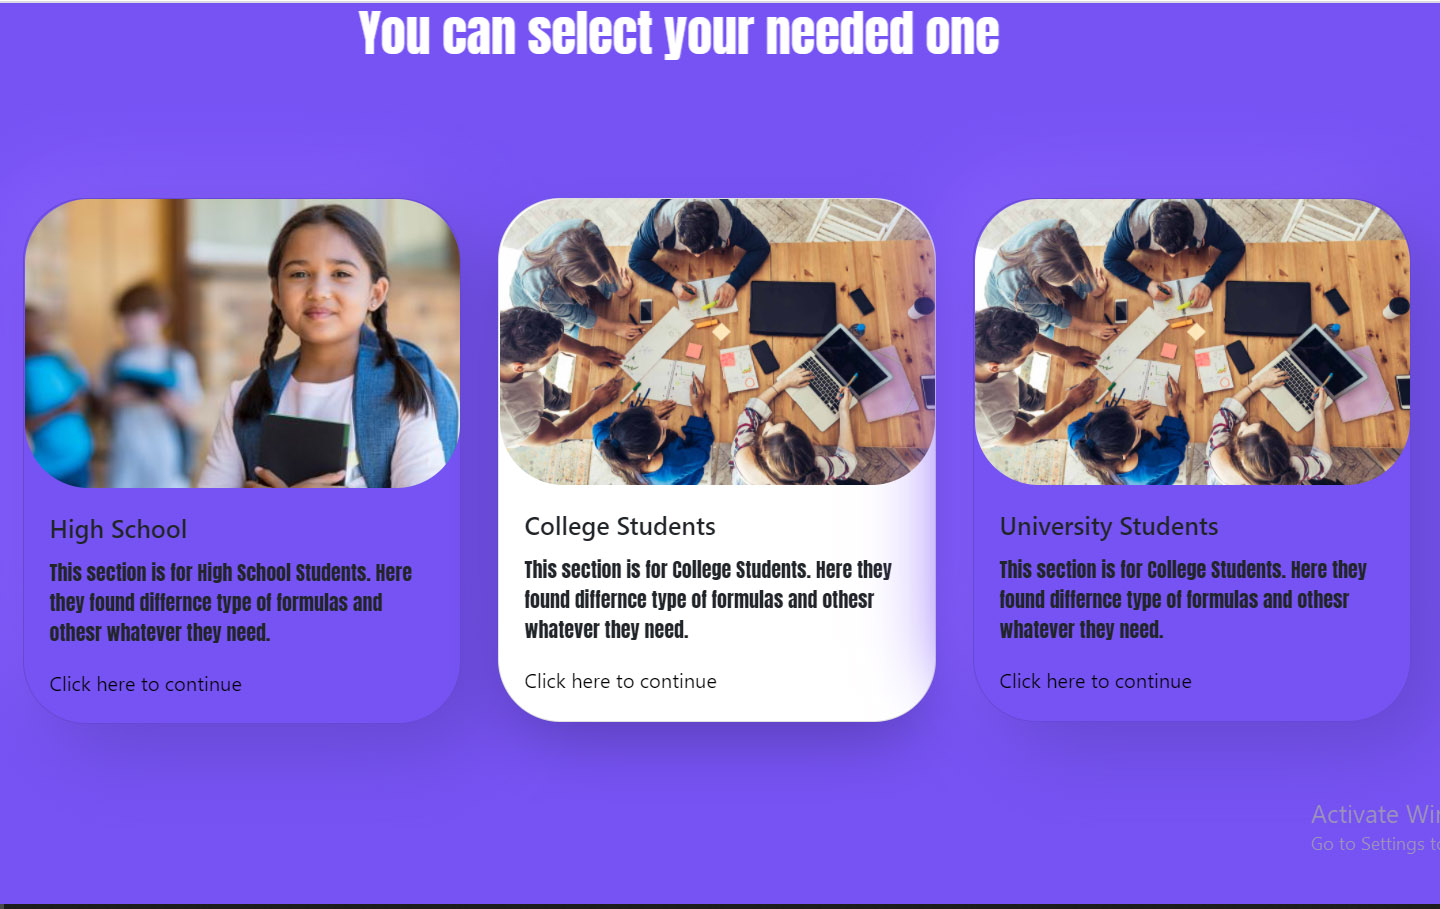 You can select your needed one
High School
This section is for High School Students. Here
they found differnce type of formulas and
othesr whatever they need.
Click here to continue
College Students
This section is for College Students. Here they
found differnce type of formulas and othesr
whatever they need.
Click here to continue
University Students
This section is for College Students. Here they
found differnce type of formulas and othesr
whatever they need.
Click here to continue
Activate
Go to Settings